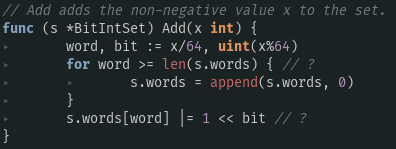 // Add adds the non-negative value x to the set.
func (s *BitIntSet) Add(x int) {
	word, bit := x/64, uint(x%64)
	for word >= len(s.words) { // ?
		s.words = append(s.words, 0)
	}
	s.words[word] |= 1 << bit // ?
}